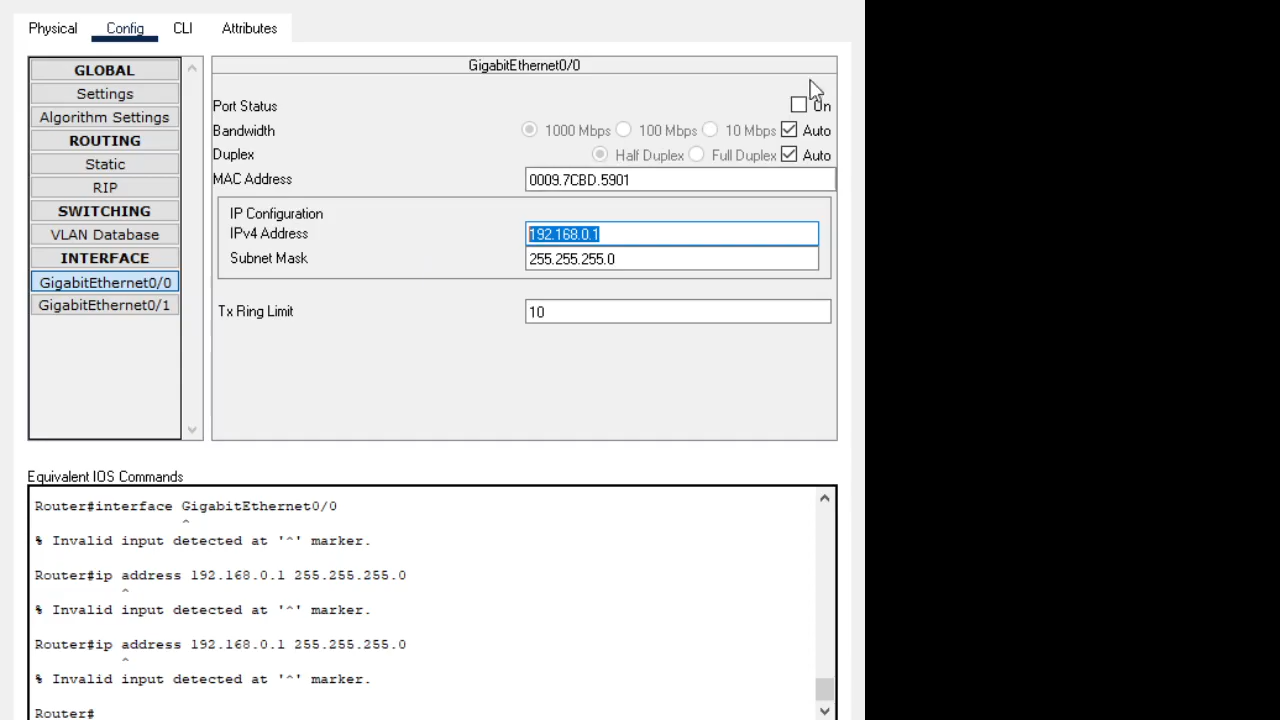 Physical Config CLI Attributes
GLOBAL
Settings
Algorithm Settings
ROUTING
Static
RIP
SWITCHING
VLAN Database
INTERFACE
GigabitEthernet0/0
GigabitEthernet0/1
GigabitEthernet0/0
Port Status On
Bandwidth 1000 Mbps 100 Mbps 10 Mbps Auto
Duplex Half Duplex Full Duplex Auto
MAC Address 0009.7CBD.5901
IP Configuration
IPv4 Address 192.168.0.1
Subnet Mask 255.255.255.0
Tx Ring Limit 10
Equivalent IOS Commands
Router#interface GigabitEthernet0/0
^
% Invalid input detected at '^' marker.
Router#ip address 192.168.0.1 255.255.255.0
^
% Invalid input detected at '^' marker.
Router#ip address 192.168.0.1 255.255.255.0
^
% Invalid input detected at '^' marker.
Router#